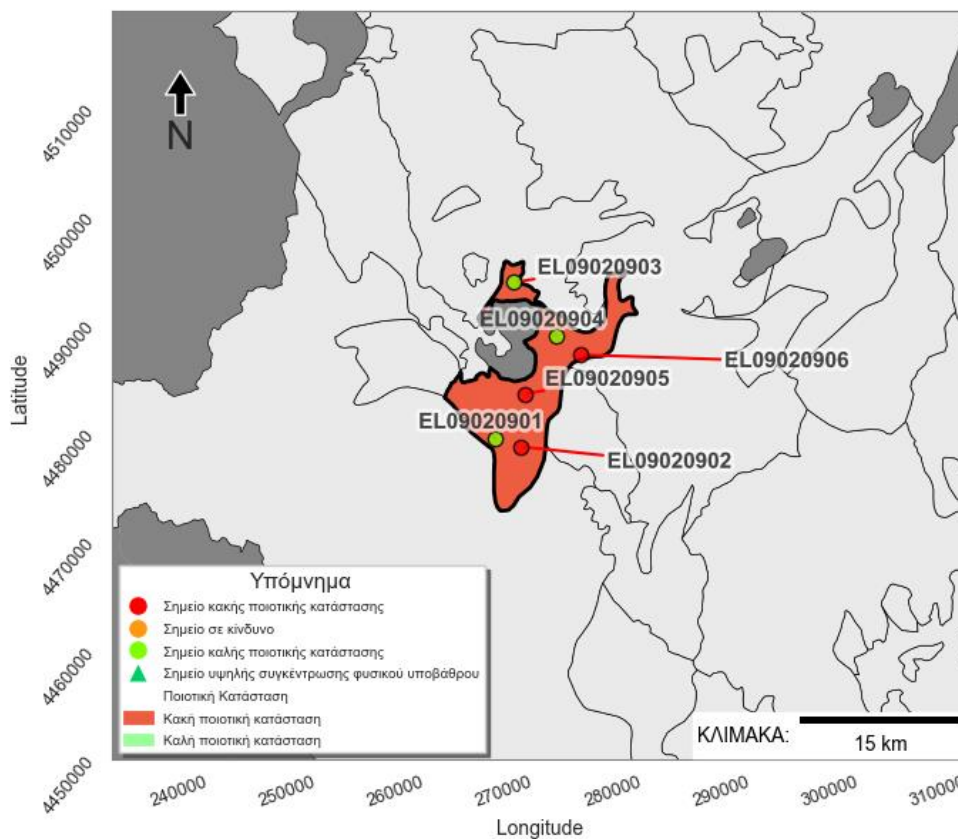 4510000
4500000
4490000
4480000
4470000
4460000
4450000
Latitude
N
EL09020903
EL09020904
EL09020906
EL09020905
EL09020901
EL09020902
Υπόμνημα
Σημείο κακής ποιοτικής κατάστασης
Σημείο σε κίνδυνο
Σημείο καλής ποιοτικής κατάστασης
Σημείο υψηλής συγκέντρωσης φυσικού υποβάθρου
Ποιοτική Κατάσταση
Κακή ποιοτική κατάσταση
Καλή ποιοτική κατάσταση
ΚΛΙΜΑΚΑ:
15 km
240000
250000
260000
270000
280000
290000
300000
310000
Longitude